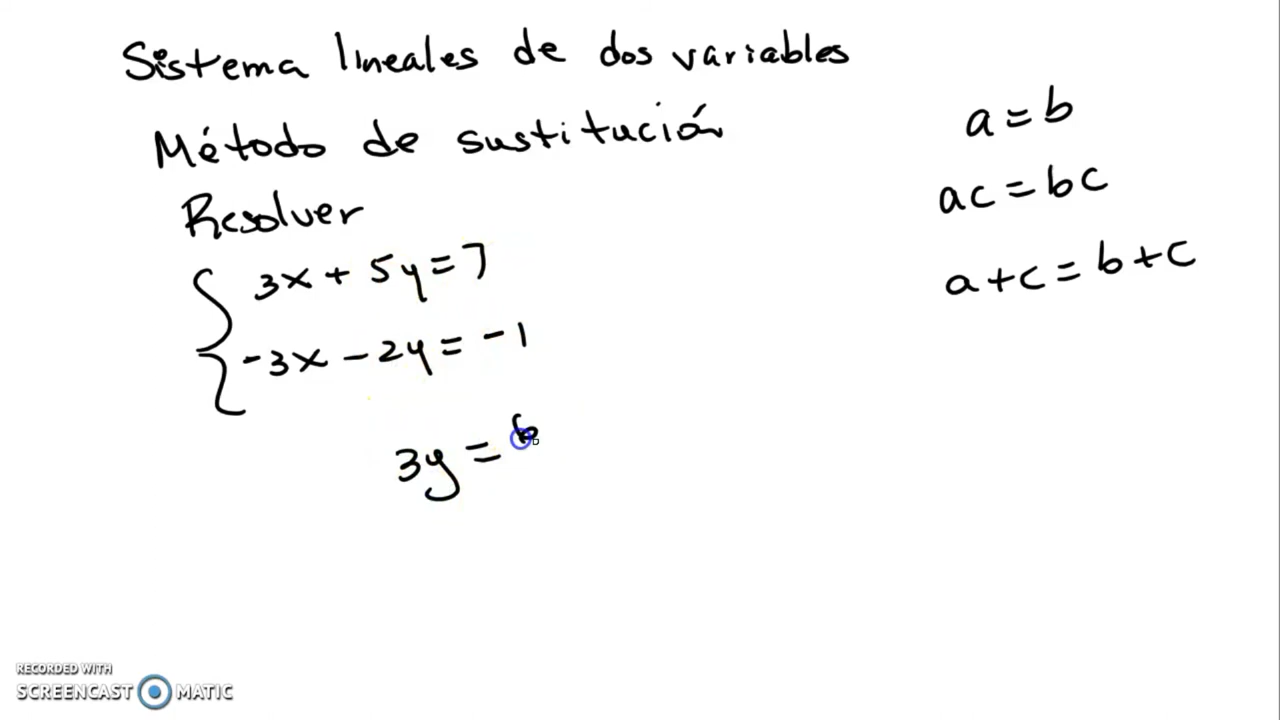 Sistema lineales de dos variables
Método de sustitución
Resolver
3x + 5y = 7
-3x - 2y = -1
3y = 6
a = b
ac = bc
a + c = b + c
RECORDED WITH
SCREENCAST MATIC